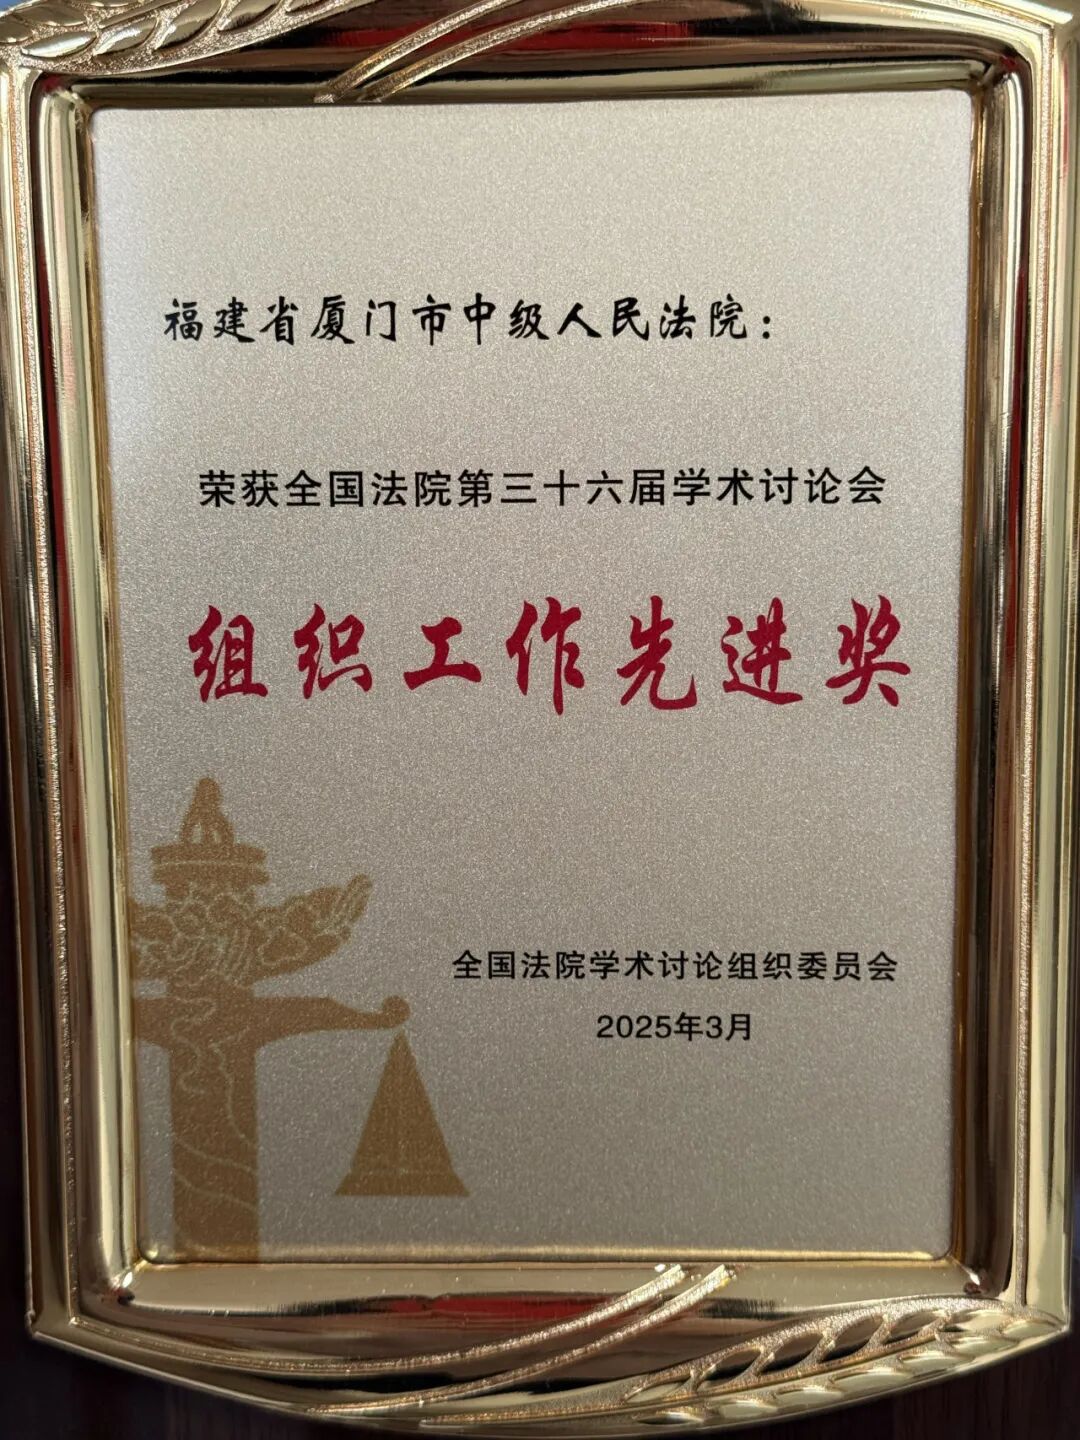 福建省厦门市中级人民法院：
荣获全国法院第三十六届学术讨论会
组织工作先进奖
全国法院学术讨论组织委员会
2025年3月